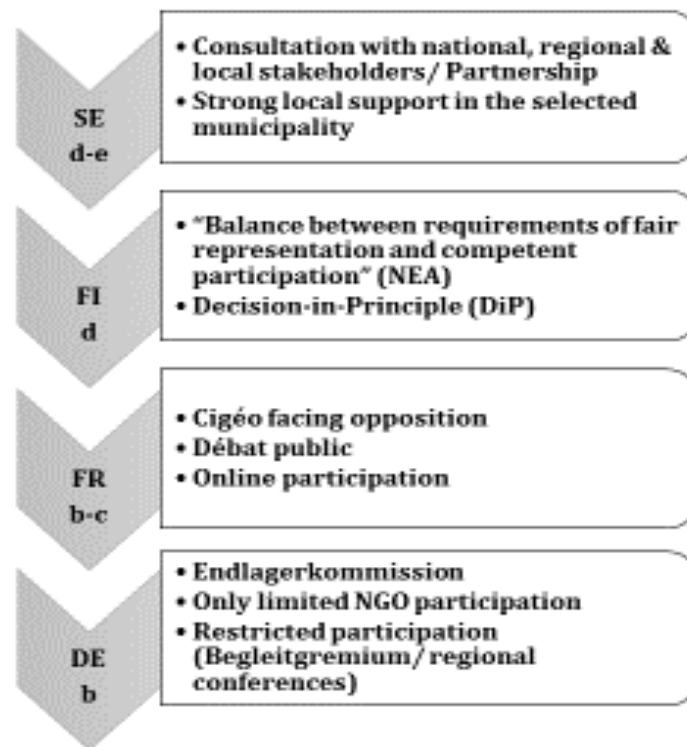 SE
d-e
• Consultation with national, regional &
local stakeholders/ Partnership
• Strong local support in the selected
municipality
FI
d
• "Balance between requirements of fair
representation and competent
participation" (NEA)
• Decision-in-Principle (DiP)
FR
b-c
• Cigéo facing opposition
• Débat public
• Online participation
DE
b
• Endlagerkommission
• Only limited NGO participation
• Restricted participation
(Begleitgremium/ regional
conferences)